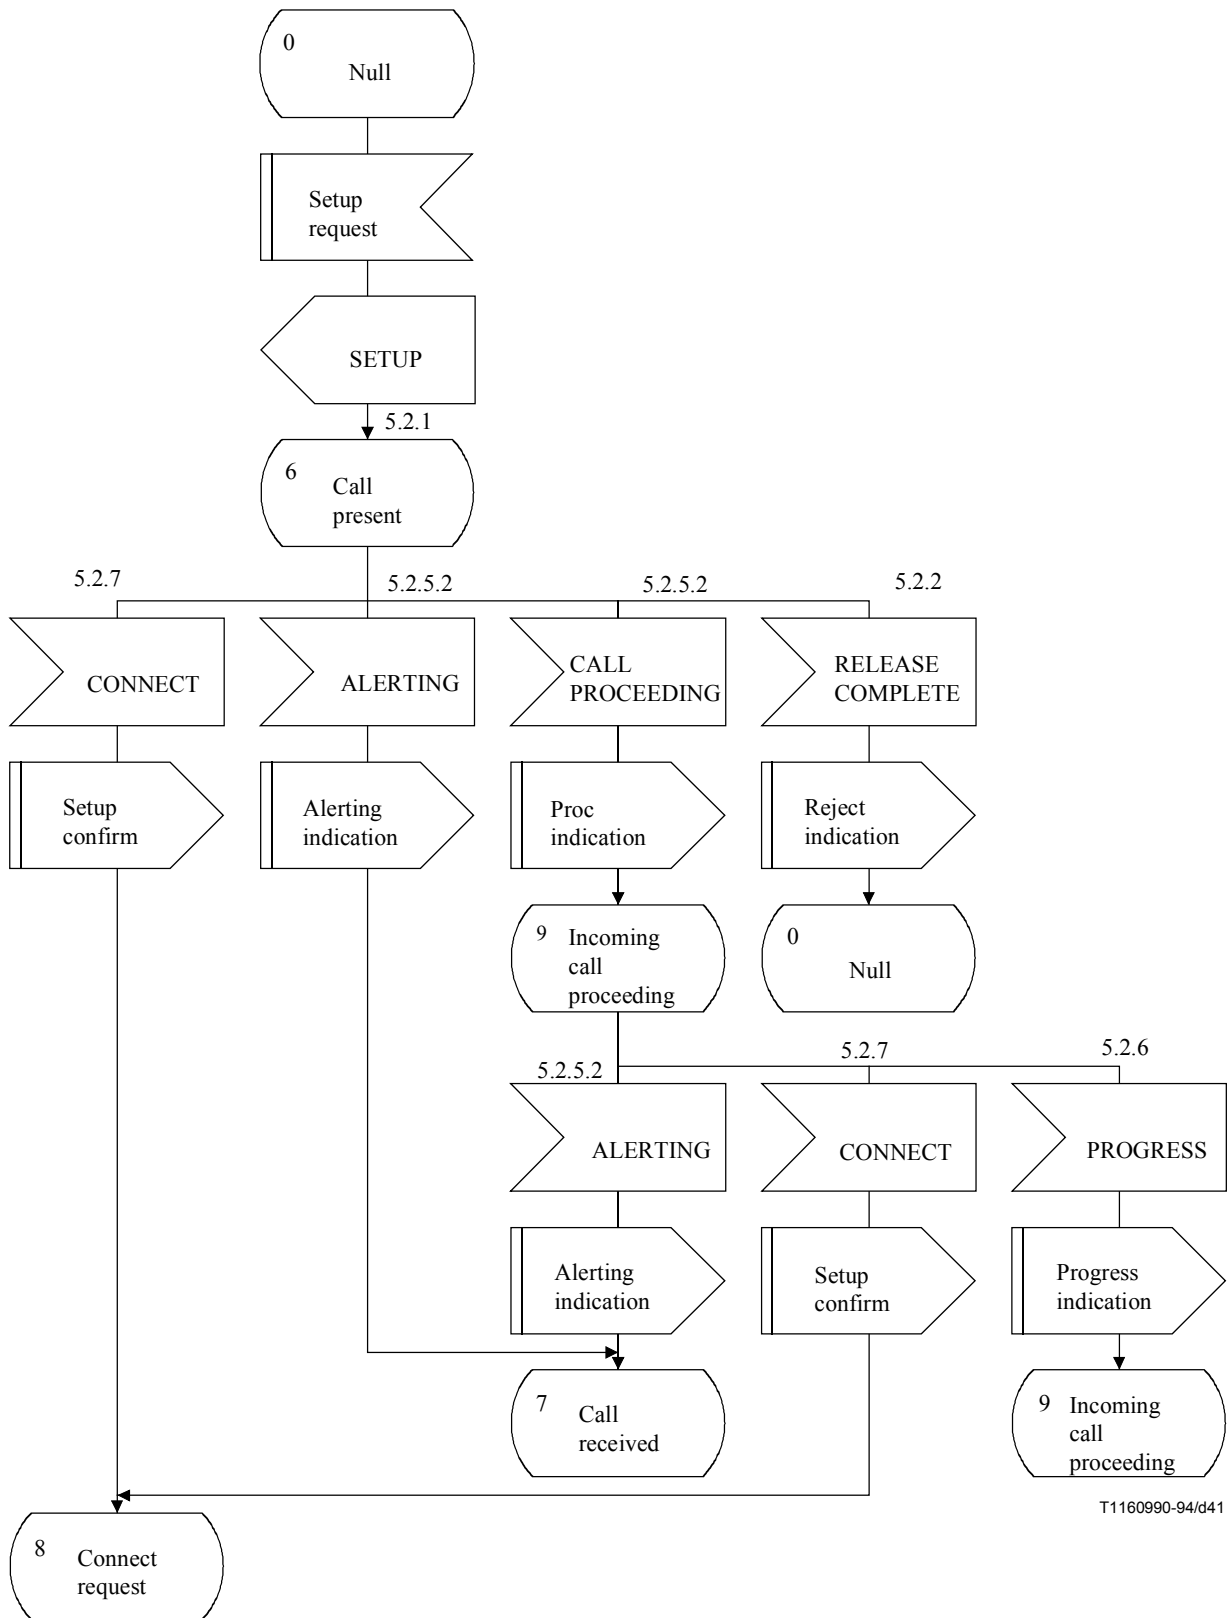 0
Null
Setup
request
SETUP
5.2.1
6
Call
present
5.2.7
5.2.5.2
5.2.5.2
5.2.2
CONNECT
ALERTING
CALL
PROCEEDING
RELEASE
COMPLETE
Setup
confirm
Alerting
indication
Proc
indication
Reject
indication
9
Incoming
call
proceeding
0
Null
5.2.5.2
5.2.7
5.2.6
ALERTING
CONNECT
PROGRESS
Alerting
indication
Setup
confirm
Progress
indication
7
Call
received
9
Incoming
call
proceeding
T1160990-94/d41
8
Connect
request